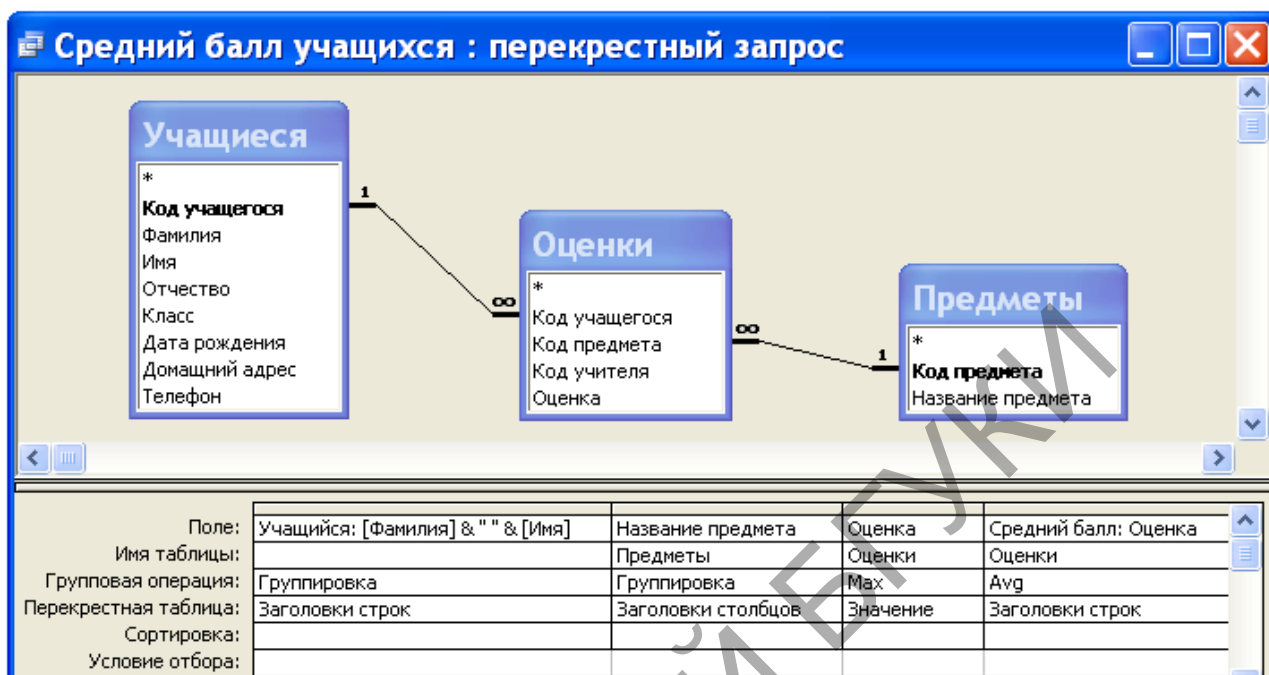 Средний балл учащихся : перекрестный запрос
Учащиеся
*
Код учащегося
Фамилия
Имя
Отчество
Класс
Дата рождения
Домащний адрес
Телефон
1
∞
Оценки
*
Код учащегося
Код предмета
Код учителя
Оценка
∞
1
Предметы
*
Код предмета
Название предмета
Поле: Учащийся: [Фамилия] & " " & [Имя] Название предмета Оценка Средний балл: Оценка
Имя таблицы: Предметы Оценки Оценки
Групповая операция: Группировка Группировка Max Avg
Перекрестная таблица: Заголовки строк Заголовки столбцов Значение Заголовки строк
Сортировка:
Условие отбора:
Й БГУКИ